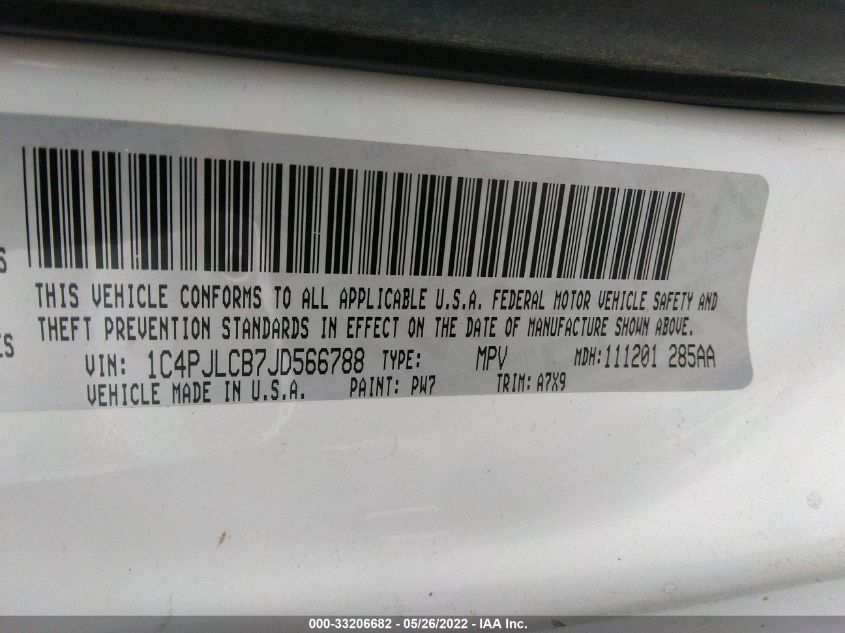 S
THIS VEHICLE CONFORMS TO ALL APPLICABLE U.S.A. FEDERAL MOTOR VEHICLE SAFETY AND
THEFT PREVENTION STANDARDS IN EFFECT ON THE DATE OF MANUFACTURE SHOWN ABOVE.
ES
VIN: 1C4PJLCB7JD566788 TYPE: MPV MDH:111201 285AA
VEHICLE MADE IN U.S.A. PAINT: PW7 TRIM: A7X9
000-33206682 - 05/26/2022 - IAA Inc.